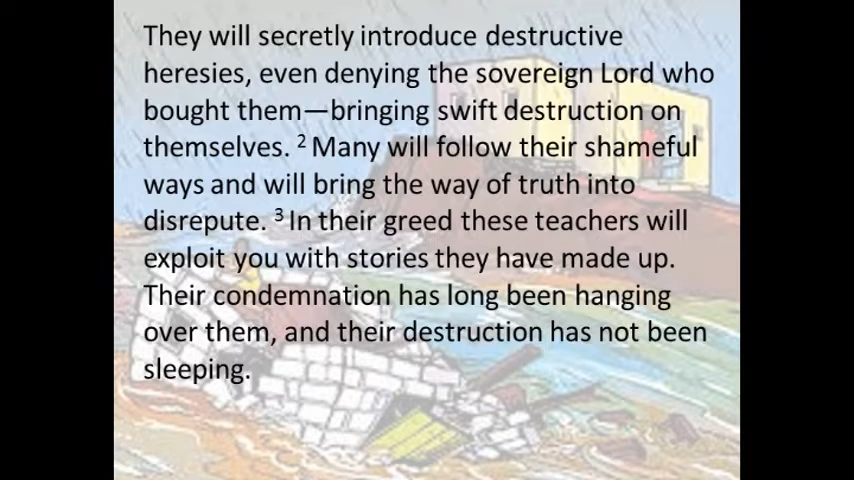 They will secretly introduce destructive
heresies, even denying the sovereign Lord who
bought them—bringing swift destruction on
themselves. ² Many will follow their shameful
ways and will bring the way of truth into
disrepute. ³ In their greed these teachers will
exploit you with stories they have made up.
Their condemnation has long been hanging
over them, and their destruction has not been
sleeping.